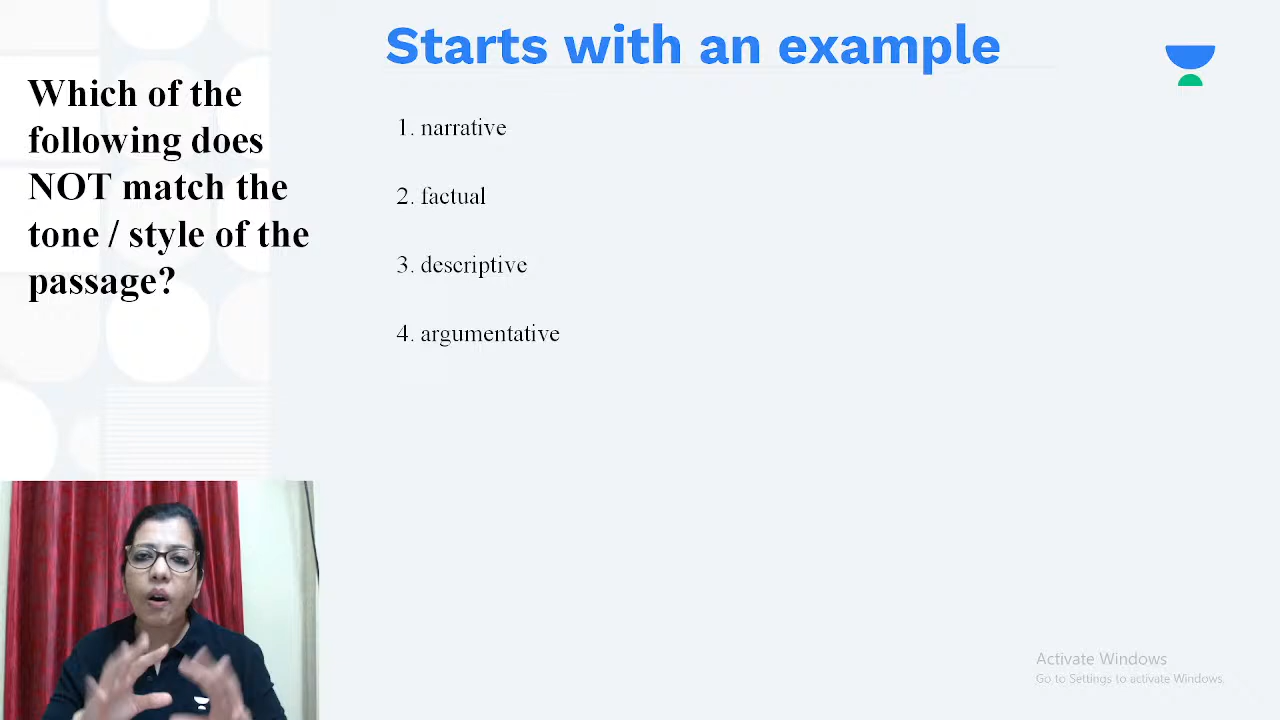 Starts with an example
Which of the
following does
NOT match the
tone / style of the
passage?
1. narrative
2. factual
3. descriptive
4. argumentative
Activate Windows
Go to Settings to activate Windows.